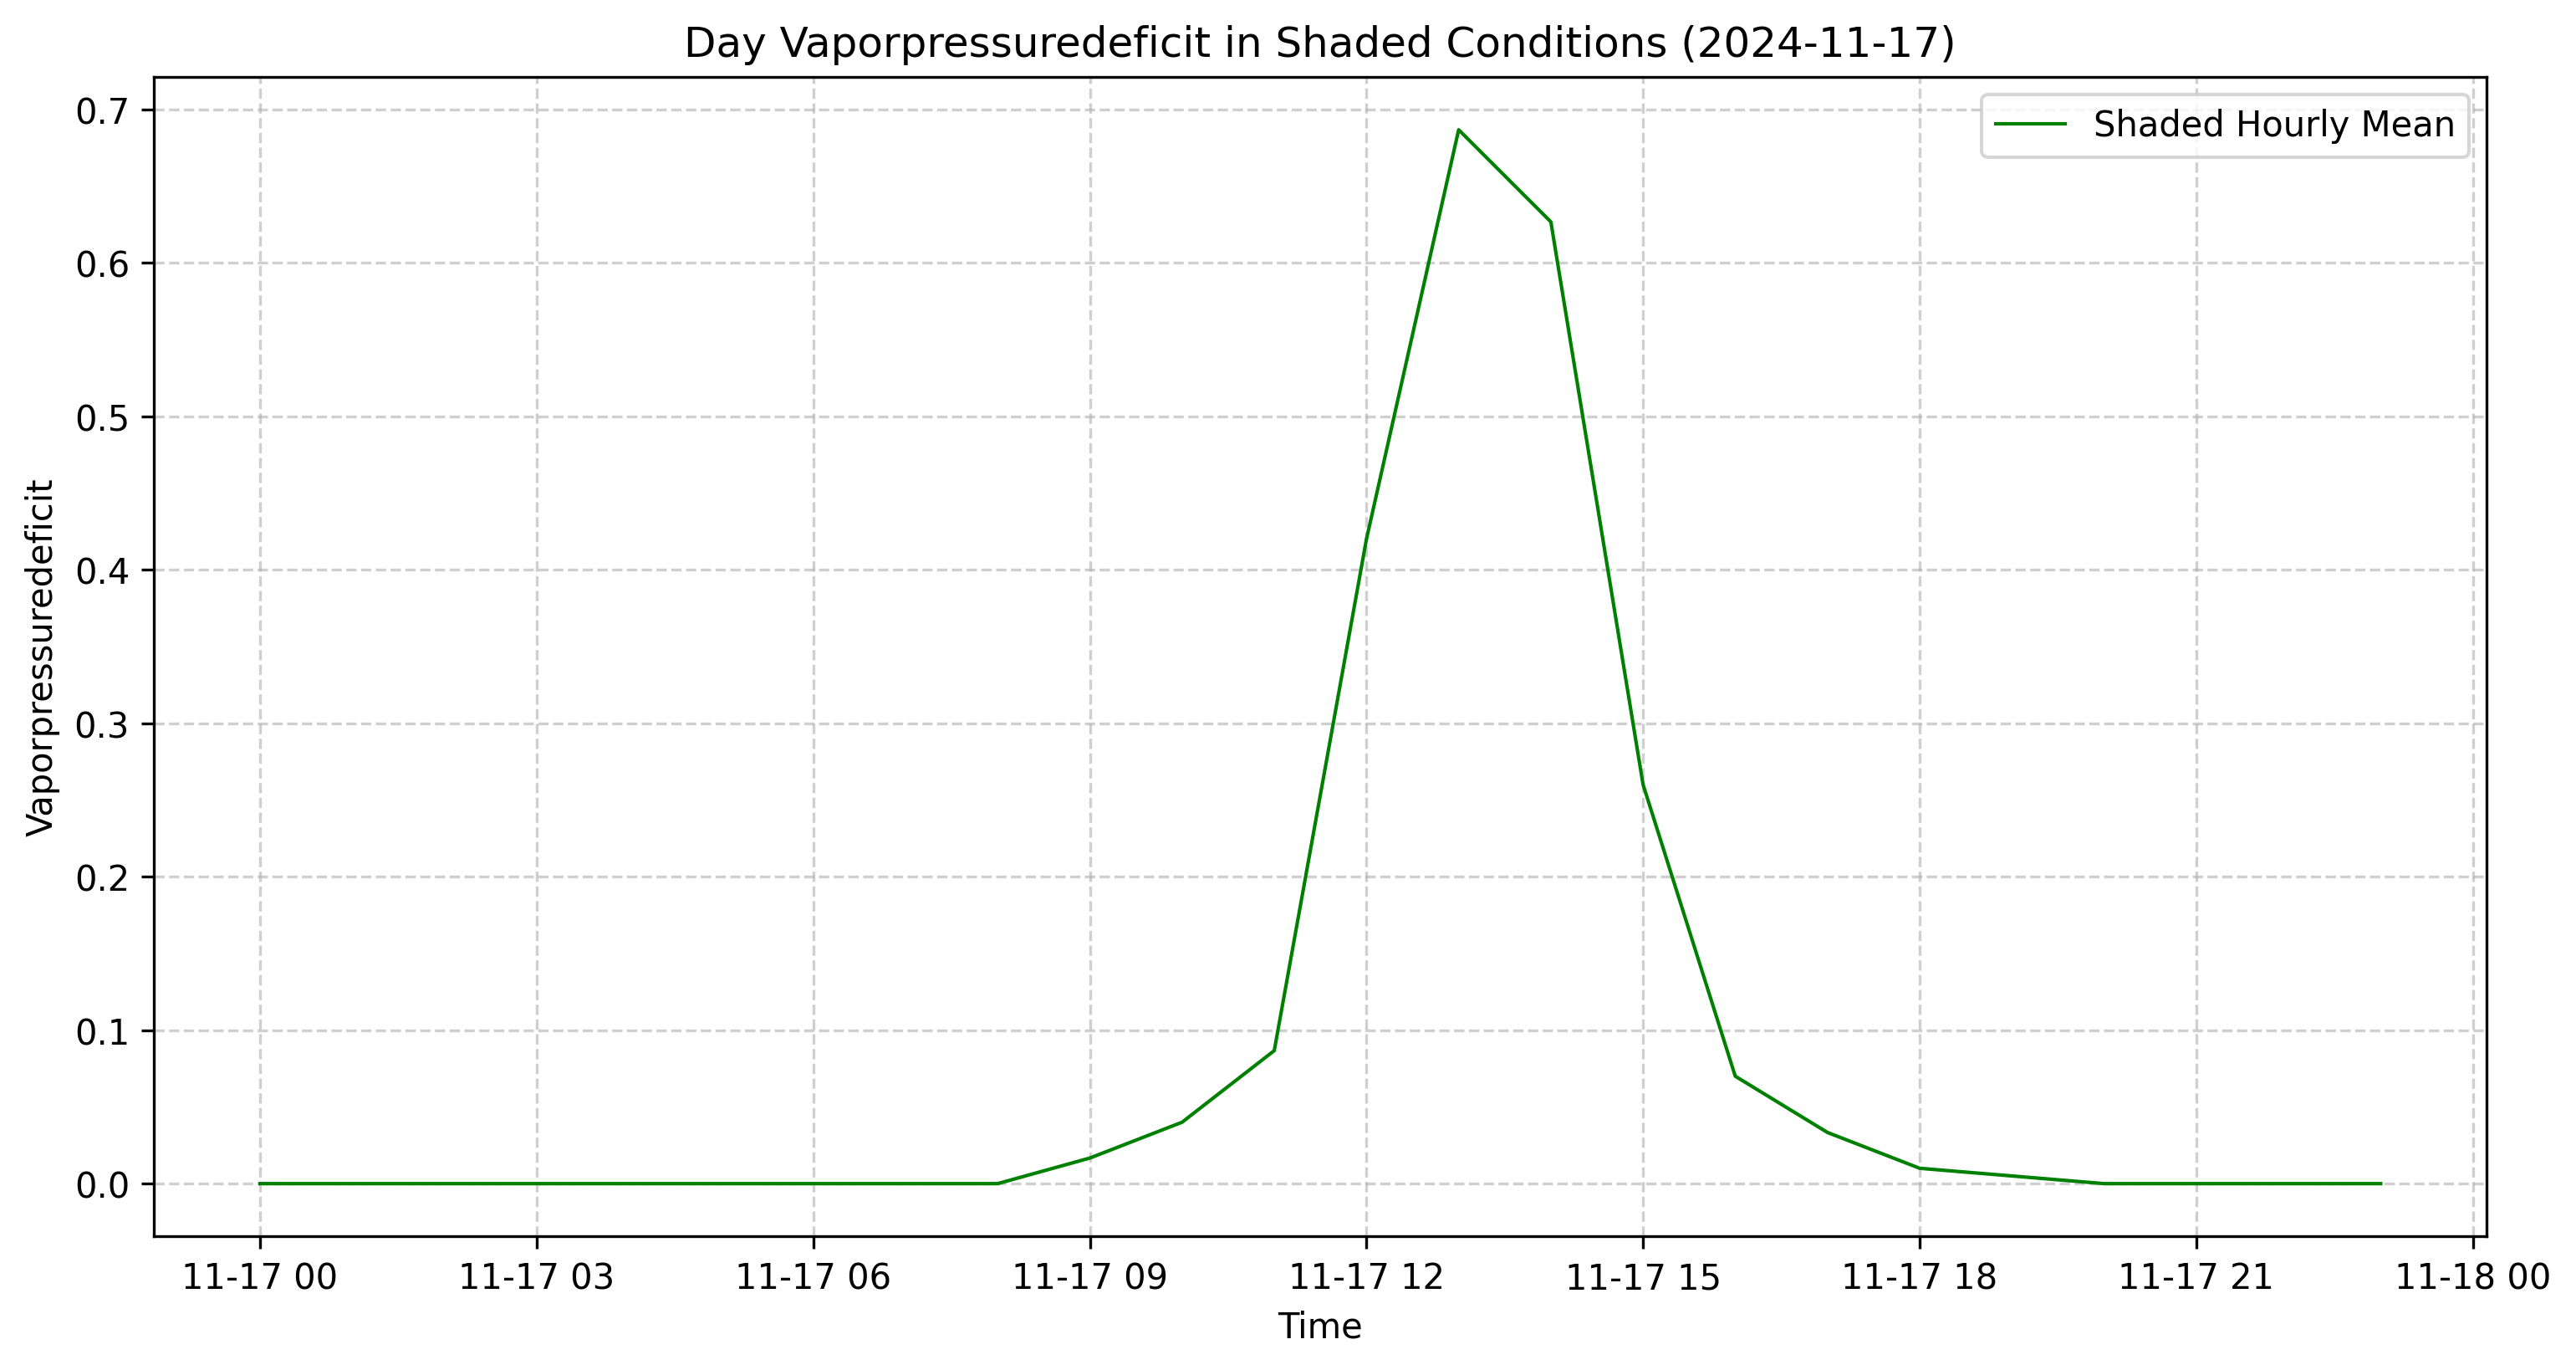 Day Vaporpressuredeficit in Shaded Conditions (2024-11-17)
Shaded Hourly Mean
Vaporpressuredeficit
0.7
0.6
0.5
0.4
0.3
0.2
0.1
0.0
11-17 00 11-17 03 11-17 06 11-17 09 11-17 12 11-17 15 11-17 18 11-17 21 11-18 00
Time